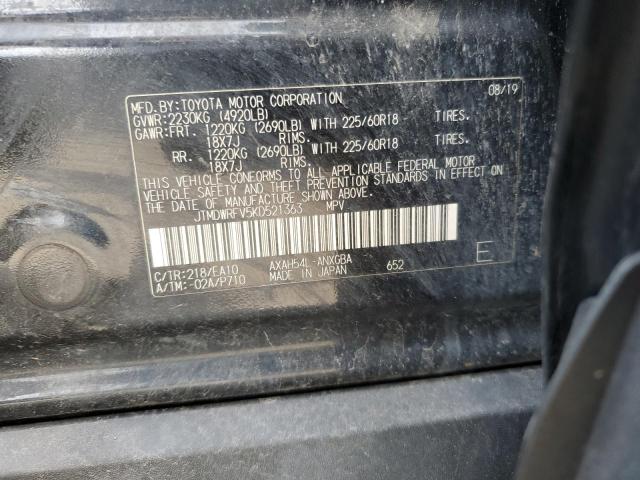 MFD.BY:TOYOTA MOTOR CORPORATION 08/19
GVWR:2230KG (4920LB)
GAWR:FRT. 1220KG (2690LB) WITH 225/60R18 TIRES.
18X7J RIMS.
RR. 1220KG (2690LB) WITH 225/60R18 TIRES.
18X7J RIMS.
THIS VEHICLE CONFORMS TO ALL APPLICABLE FEDERAL MOTOR
VEHICLE SAFETY AND THEFT PREVENTION STANDARDS IN EFFECT
ON THE DATE OF MANUFACTURE SHOWN ABOVE.
JTMDWRFV5KD521363 MPV
C/TR:218/EA10 AXAH54L-ANXGBA 652
A/TM:-02A/P710 MADE IN JAPAN E